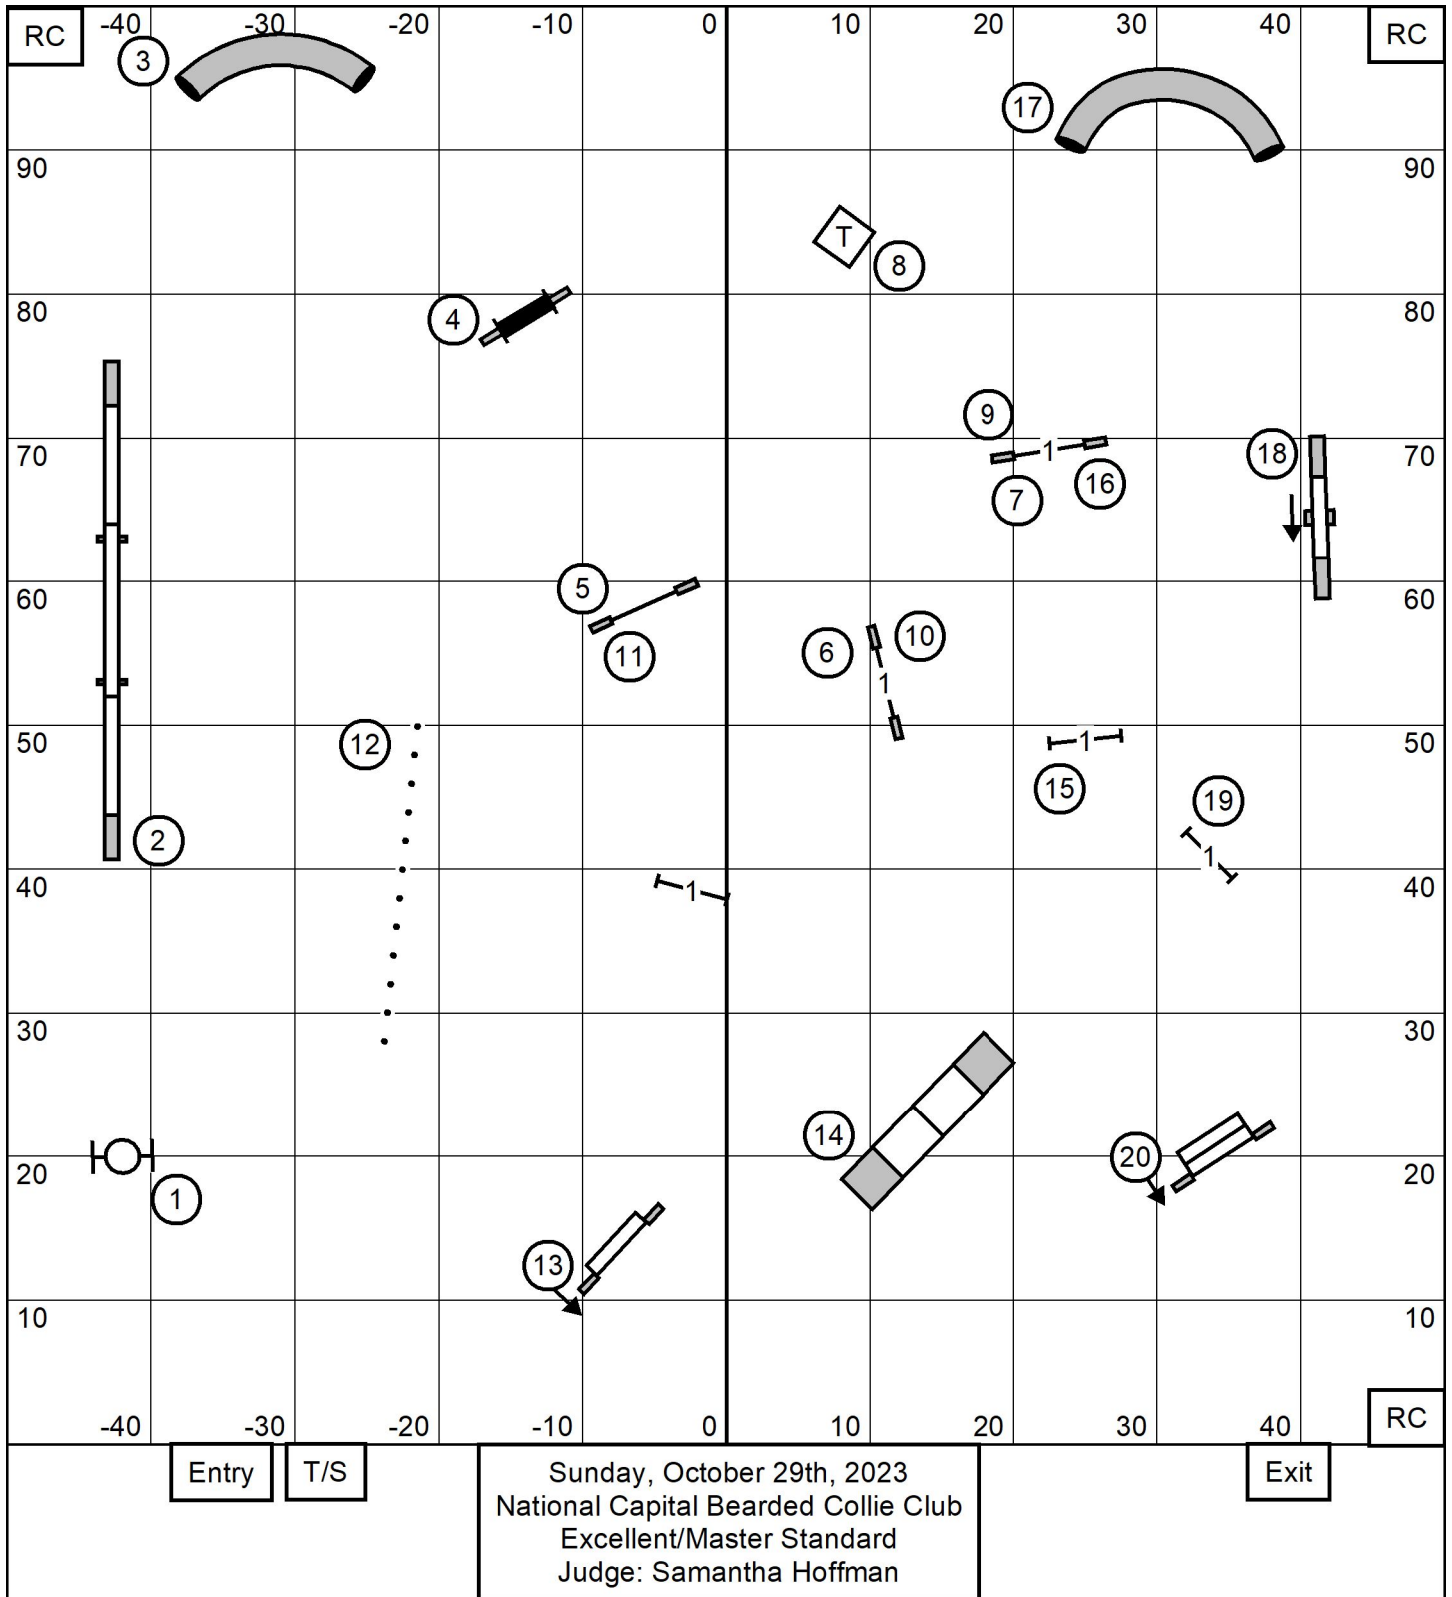 RC -40 -30 -20 -10 0 10 20 30 40 RC
3
17
90 90
T
8
80 80
4
9
70 1 18 70
7 16
5
60 60
10
6 11
1
50 12 1 50
15 19
2 1
40 1 40
30 30
14
20 20 20
1
13
10 10
-40 -30 -20 -10 0 10 20 30 40 RC
Entry T/S Exit
Sunday, October 29th, 2023
National Capital Bearded Collie Club
Excellent/Master Standard
Judge: Samantha Hoffman